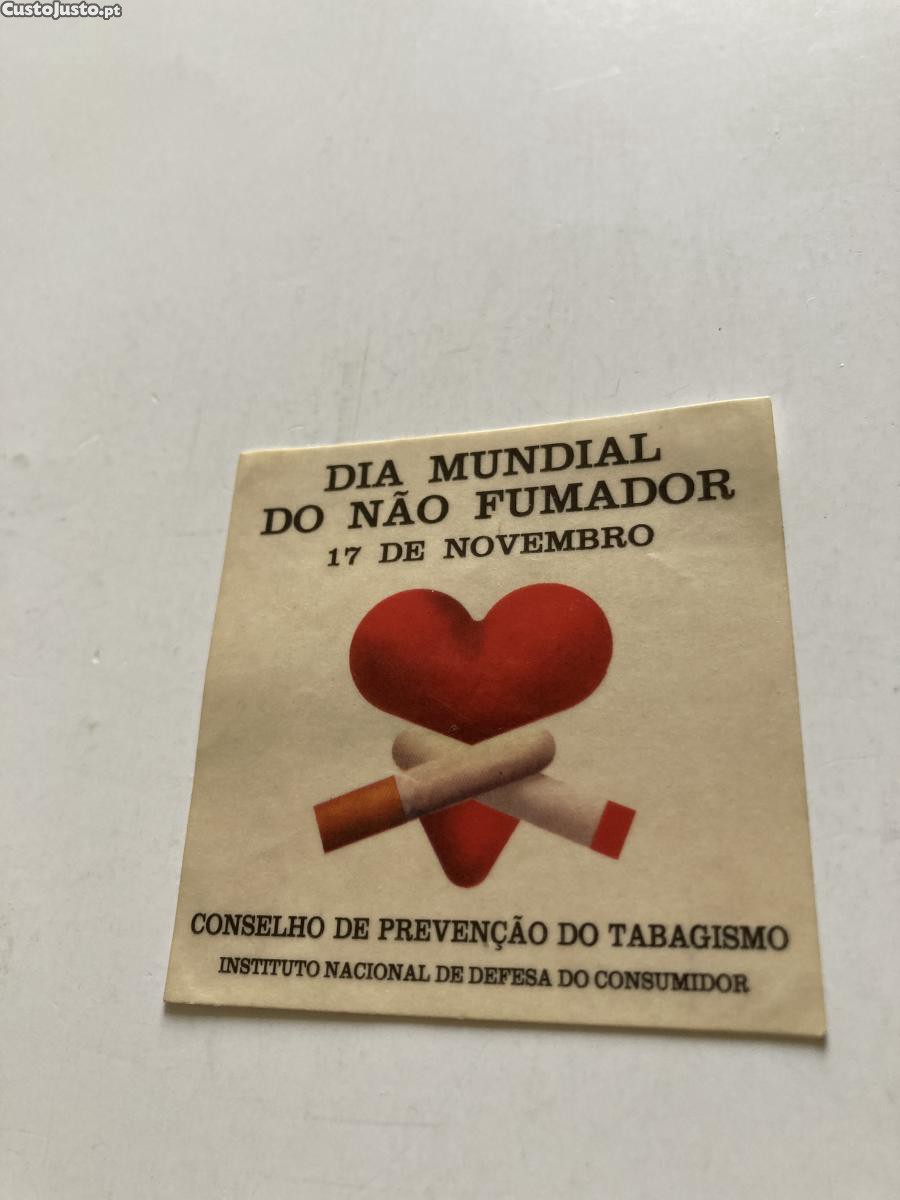 CustoJusto.pt
DIA MUNDIAL
DO NÃO FUMADOR
17 DE NOVEMBRO
CONSELHO DE PREVENÇÃO DO TABAGISMO
INSTITUTO NACIONAL DE DEFESA DO CONSUMIDOR